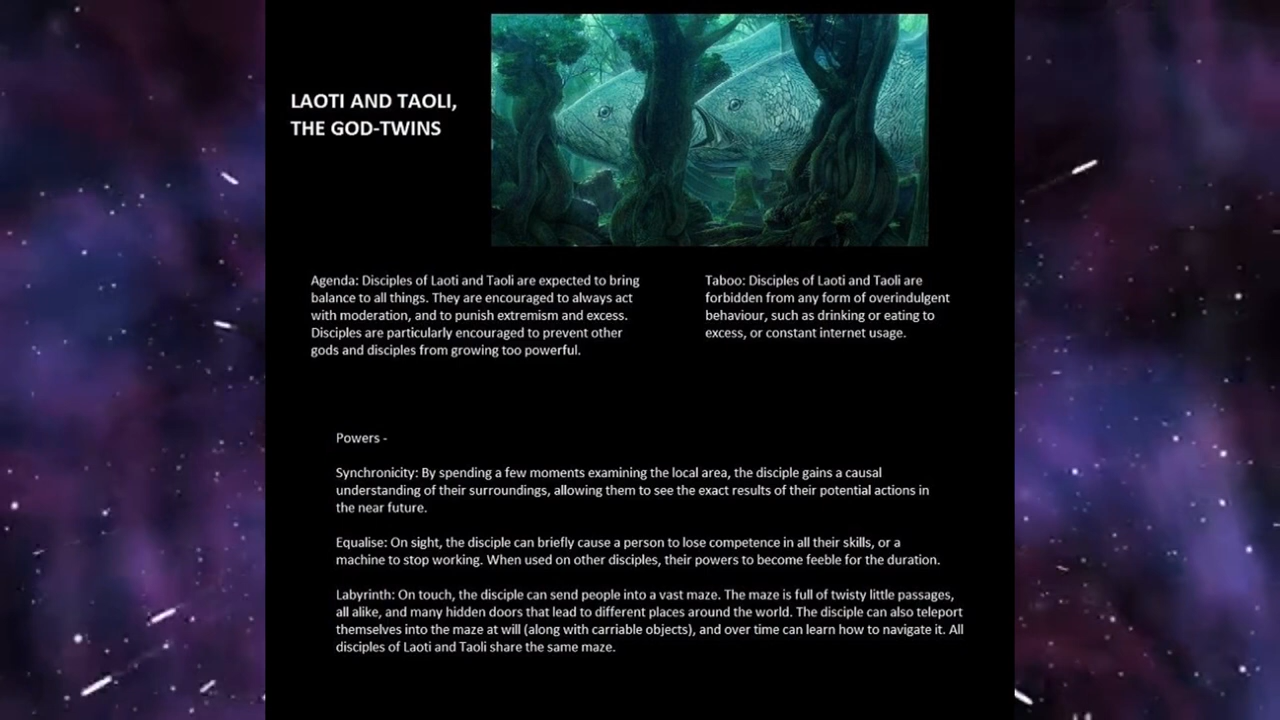 LAOTI AND TAOLI,
THE GOD-TWINS
Agenda: Disciples of Laoti and Taoli are expected to bring
balance to all things. They are encouraged to always act
with moderation, and to punish extremism and excess.
Disciples are particularly encouraged to prevent other
gods and disciples from growing too powerful.
Taboo: Disciples of Laoti and Taoli are
forbidden from any form of overindulgent
behaviour, such as drinking or eating to
excess, or constant internet usage.
Powers -
Synchronicity: By spending a few moments examining the local area, the disciple gains a causal
understanding of their surroundings, allowing them to see the exact results of their potential actions in
the near future.
Equalise: On sight, the disciple can briefly cause a person to lose competence in all their skills, or a
machine to stop working. When used on other disciples, their powers to become feeble for the duration.
Labyrinth: On touch, the disciple can send people into a vast maze. The maze is full of twisty little passages,
all alike, and many hidden doors that lead to different places around the world. The disciple can also teleport
themselves into the maze at will (along with carriable objects), and over time can learn how to navigate it. All
disciples of Laoti and Taoli share the same maze.